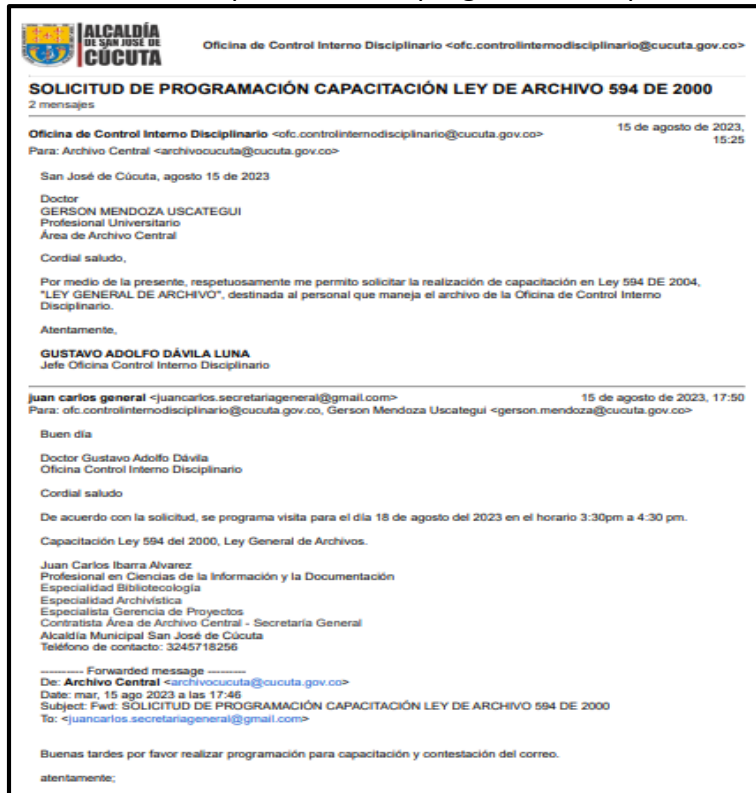 ALCALDÍA
DE SAN JOSÉ DE
CÚCUTA
Oficina de Control Interno Disciplinario <ofc.controlinternodisciplinario@cucuta.gov.co>
SOLICITUD DE PROGRAMACIÓN CAPACITACIÓN LEY DE ARCHIVO 594 DE 2000
2 mensajes
Oficina de Control Interno Disciplinario <ofc.controlinternodisciplinario@cucuta.gov.co>
15 de agosto de 2023,
15:25
Para: Archivo Central <archivocucuta@cucuta.gov.co>
San José de Cúcuta, agosto 15 de 2023
Doctor
GERSON MENDOZA USCATEGUI
Profesional Universitario
Área de Archivo Central
Cordial saludo,
Por medio de la presente, respetuosamente me permito solicitar la realización de capacitación en Ley 594 DE 2004,
"LEY GENERAL DE ARCHIVO", destinada al personal que maneja el archivo de la Oficina de Control Interno
Disciplinario.
Atentamente,
GUSTAVO ADOLFO DÁVILA LUNA
Jefe Oficina Control Interno Disciplinario
juan carlos general <juancarlos.secretariageneral@gmail.com>
15 de agosto de 2023, 17:50
Para: ofc.controlinternodisciplinario@cucuta.gov.co, Gerson Mendoza Uscategui <gerson.mendoza@cucuta.gov.co>
Buen día
Doctor Gustavo Adolfo Dávila
Oficina Control Interno Disciplinario
Cordial saludo
De acuerdo con la solicitud, se programa visita para el día 18 de agosto del 2023 en el horario 3:30pm a 4:30 pm.
Capacitación Ley 594 del 2000, Ley General de Archivos.
Juan Carlos Ibarra Alvarez
Profesional en Ciencias de la Información y la Documentación
Especialidad Bibliotecología
Especialidad Archivística
Especialista Gerencia de Proyectos
Contratista Área de Archivo Central - Secretaría General
Alcaldía Municipal San José de Cúcuta
Teléfono de contacto: 3245718256
---------- Forwarded message ---------
De: Archivo Central <archivocucuta@cucuta.gov.co>
Date: mar, 15 ago 2023 a las 17:46
Subject: Fwd: SOLICITUD DE PROGRAMACIÓN CAPACITACIÓN LEY DE ARCHIVO 594 DE 2000
To: <juancarlos.secretariageneral@gmail.com>
Buenas tardes por favor realizar programación para capacitación y contestación del correo.
atentamente;